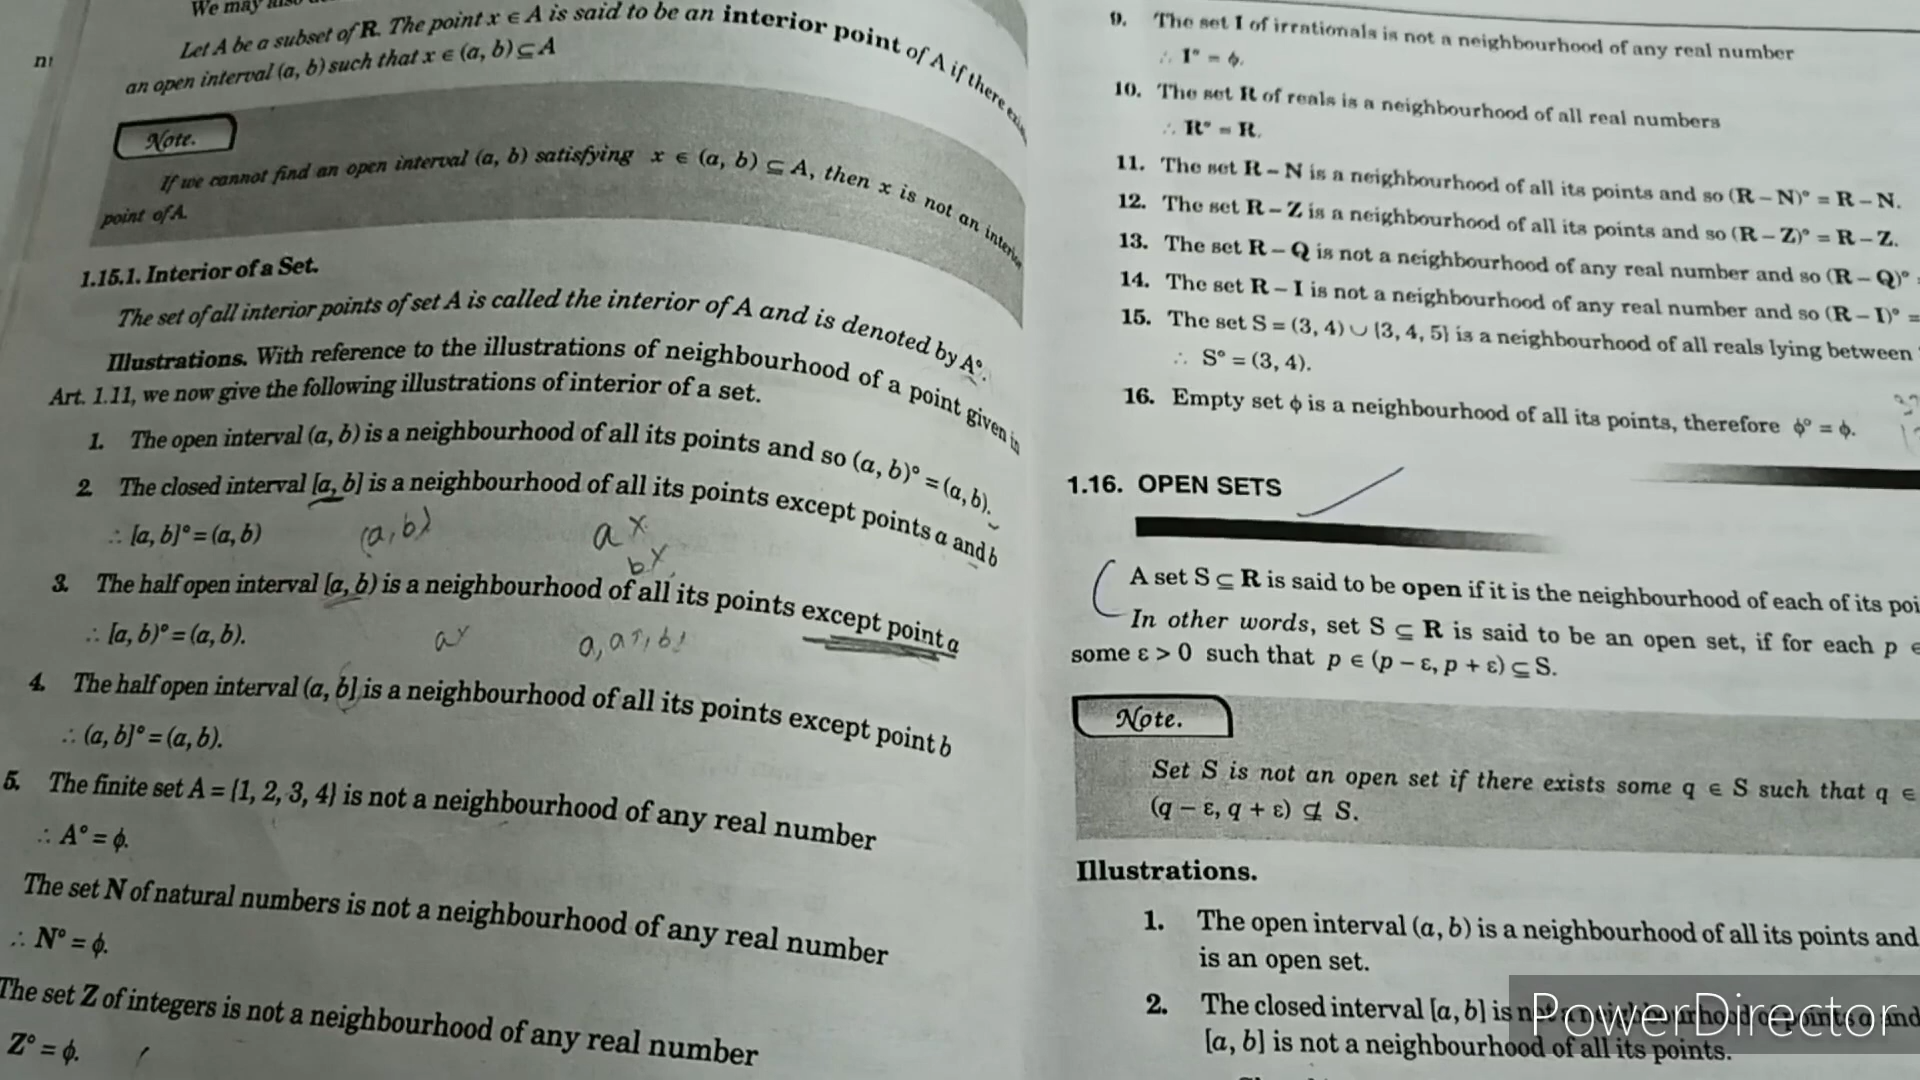 We may also
Let A be a subset of R. The point x ∈ A is said to be an interior point of A if there
an open interval (a, b) such that x ∈ (a, b) ⊆ A
Note.
If we cannot find an open interval (a, b) satisfying x ∈ (a, b) ⊆ A, then x is not an interior
point of A.
1.15.1. Interior of a Set.
The set of all interior points of set A is called the interior of A and is denoted by A°.
Illustrations. With reference to the illustrations of neighbourhood of a point given in
Art. 1.11, we now give the following illustrations of interior of a set.
1. The open interval (a, b) is a neighbourhood of all its points and so (a, b)° = (a, b).
2. The closed interval [a, b] is a neighbourhood of all its points except points a and b
∴ [a, b]° = (a, b)
(a, b)
a x
b x
3. The half open interval [a, b) is a neighbourhood of all its points except point a
∴ [a, b)° = (a, b).
a x
4. The half open interval (a, b] is a neighbourhood of all its points except point b
∴ (a, b]° = (a, b).
5. The finite set A = {1, 2, 3, 4} is not a neighbourhood of any real number
∴ A° = ϕ.
The set N of natural numbers is not a neighbourhood of any real number
∴ N° = ϕ.
The set Z of integers is not a neighbourhood of any real number
Z° = ϕ.
9. The set I of irrationals is not a neighbourhood of any real number
∴ I° = ϕ.
10. The set R of reals is a neighbourhood of all real numbers
∴ R° = R.
11. The set R – N is a neighbourhood of all its points and so (R – N)° = R – N.
12. The set R – Z is a neighbourhood of all its points and so (R – Z)° = R – Z.
13. The set R – Q is not a neighbourhood of any real number and so (R – Q)°
14. The set R – I is not a neighbourhood of any real number and so (R – I)° =
15. The set S = (3, 4) ∪ {3, 4, 5} is a neighbourhood of all reals lying between
∴ S° = (3, 4).
16. Empty set ϕ is a neighbourhood of all its points, therefore ϕ° = ϕ.
1.16. OPEN SETS
A set S ⊆ R is said to be open if it is the neighbourhood of each of its poi
In other words, set S ⊆ R is said to be an open set, if for each p ∈
some ε > 0 such that p ∈ (p – ε, p + ε) ⊆ S.
Note.
Set S is not an open set if there exists some q ∈ S such that q ∈
(q – ε, q + ε) ⊄ S.
Illustrations.
1. The open interval (a, b) is a neighbourhood of all its points and
is an open set.
2. The closed interval [a, b] is not a neighbourhood of points a and
[a, b] is not a neighbourhood of all its points.
PowerDirector